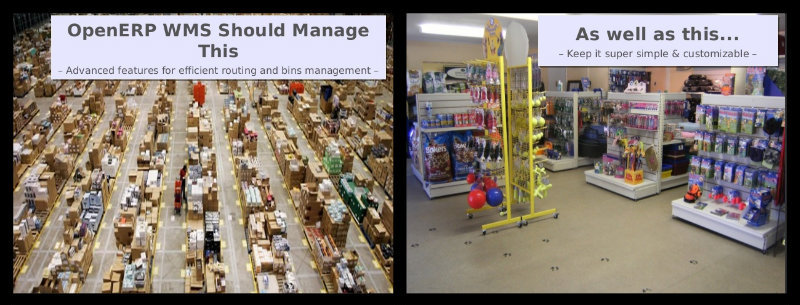 OpenERP WMS Should Manage
This
– Advanced features for efficient routing and bins management –
As well as this...
– Keep it super simple & customizable –